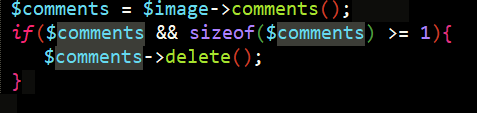 $comments = $image->comments();
if($comments && sizeof($comments) >= 1){
$comments->delete();
}